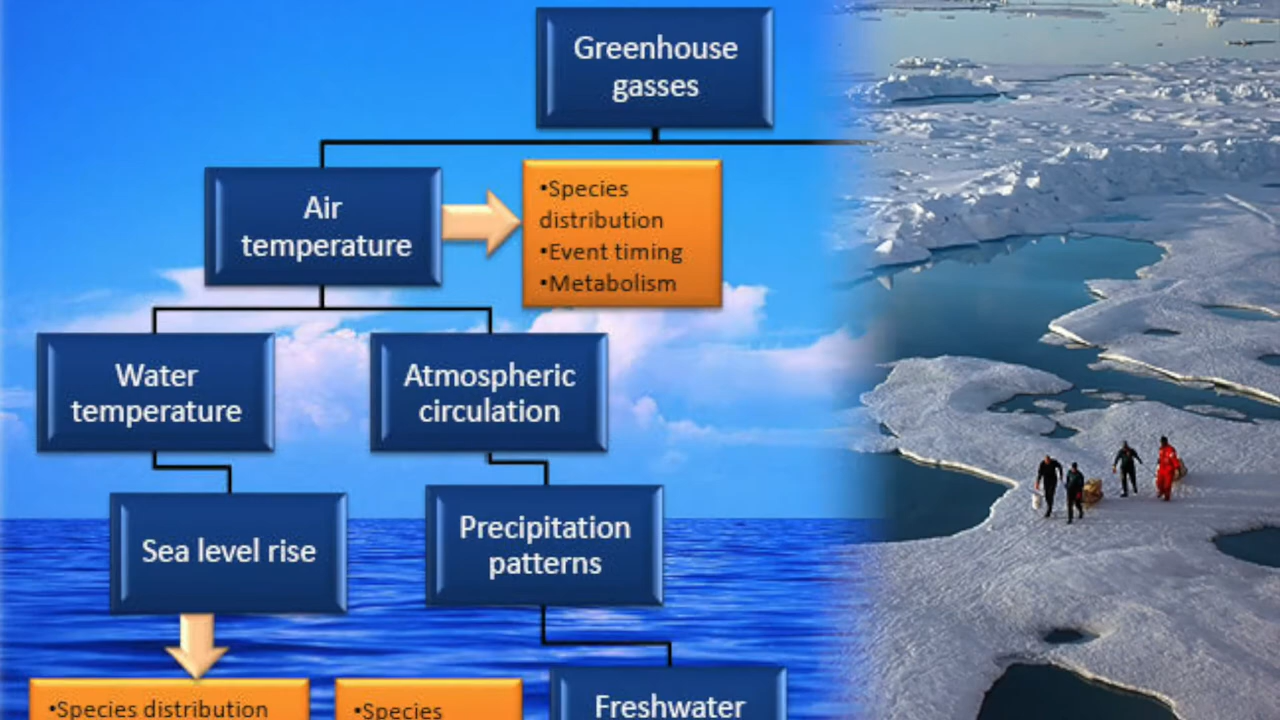 Greenhouse
gasses
Air
temperature
•Species
distribution
•Event timing
•Metabolism
Water
temperature
Atmospheric
circulation
Sea level rise
Precipitation
patterns
•Species distribution
•Species
Freshwater